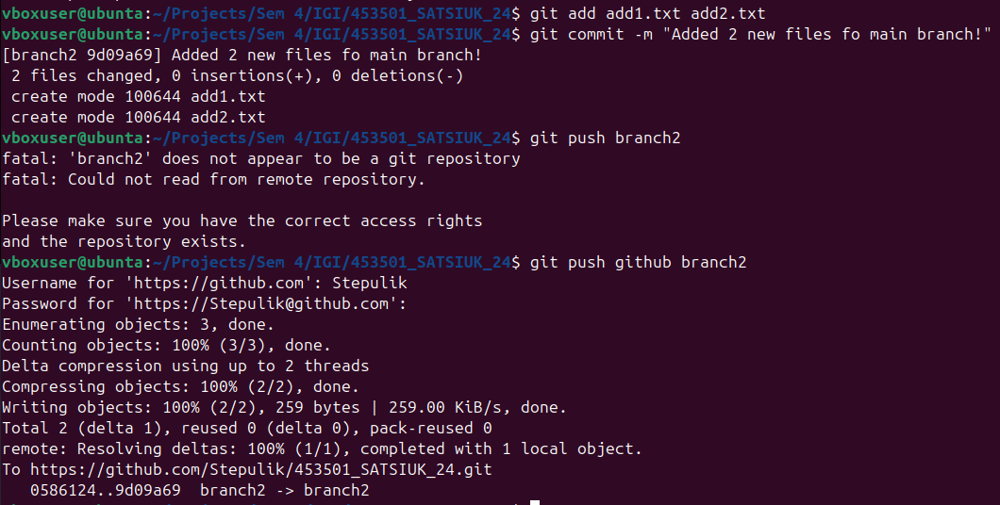 vboxuser@ubunta:~/Projects/Sem 4/IGI/453501_SATSIUK_24$ git add add1.txt add2.txt
vboxuser@ubunta:~/Projects/Sem 4/IGI/453501_SATSIUK_24$ git commit -m "Added 2 new files fo main branch!"
[branch2 9d09a69] Added 2 new files fo main branch!
 2 files changed, 0 insertions(+), 0 deletions(-)
 create mode 100644 add1.txt
 create mode 100644 add2.txt
vboxuser@ubunta:~/Projects/Sem 4/IGI/453501_SATSIUK_24$ git push branch2
fatal: 'branch2' does not appear to be a git repository
fatal: Could not read from remote repository.

Please make sure you have the correct access rights
and the repository exists.
vboxuser@ubunta:~/Projects/Sem 4/IGI/453501_SATSIUK_24$ git push github branch2
Username for 'https://github.com': Stepulik
Password for 'https://Stepulik@github.com':
Enumerating objects: 3, done.
Counting objects: 100% (3/3), done.
Delta compression using up to 2 threads
Compressing objects: 100% (2/2), done.
Writing objects: 100% (2/2), 259 bytes | 259.00 KiB/s, done.
Total 2 (delta 1), reused 0 (delta 0), pack-reused 0
remote: Resolving deltas: 100% (1/1), completed with 1 local object.
To https://github.com/Stepulik/453501_SATSIUK_24.git
   0586124..9d09a69  branch2 -> branch2